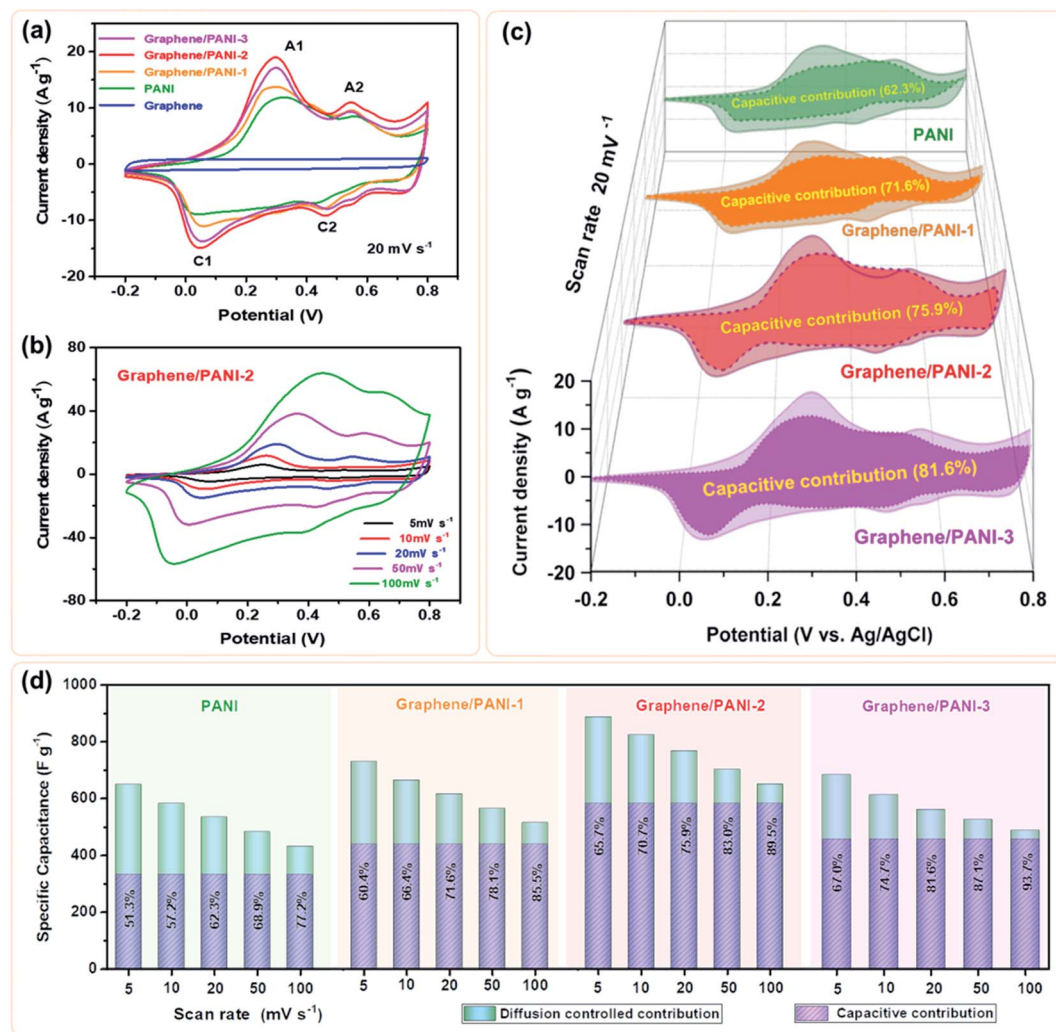 (a)
Graphene/PANI-3
Graphene/PANI-2
Graphene/PANI-1
PANI
Graphene
A1
A2
C1
C2
20 mV s⁻¹
Current density (A g⁻¹)
20
10
0
-10
-20
-0.2 0.0 0.2 0.4 0.6 0.8
Potential (V)
(b)
Graphene/PANI-2
Current density (A g⁻¹)
80
40
0
-40
-80
5mV s⁻¹
10mV s⁻¹
20mV s⁻¹
50mV s⁻¹
100mV s⁻¹
-0.2 0.0 0.2 0.4 0.6 0.8
Potential (V)
(c)
Scan rate 20 mV ⁻¹
Capacitive contribution (62.3%)
PANI
Capacitive contribution (71.6%)
Graphene/PANI-1
Capacitive contribution (75.9%)
Graphene/PANI-2
Capacitive contribution (81.6%)
Graphene/PANI-3
Current density (A g⁻¹)
20
10
0
-10
-20
-0.2 0.0 0.2 0.4 0.6 0.8
Potential (V vs. Ag/AgCl)
(d)
Specific Capacitance (F g⁻¹)
1000
800
600
400
200
0
PANI Graphene/PANI-1 Graphene/PANI-2 Graphene/PANI-3
51.3% 57.2% 62.3% 68.9% 77.2% 60.4% 66.4% 71.6% 78.1% 85.5% 65.7% 70.7% 75.9% 83.0% 89.5% 67.0% 74.7% 81.6% 87.1% 93.7%
5 10 20 50 100 5 10 20 50 100 5 10 20 50 100 5 10 20 50 100
Scan rate (mV s⁻¹)
Diffusion controlled contribution
Capacitive contribution